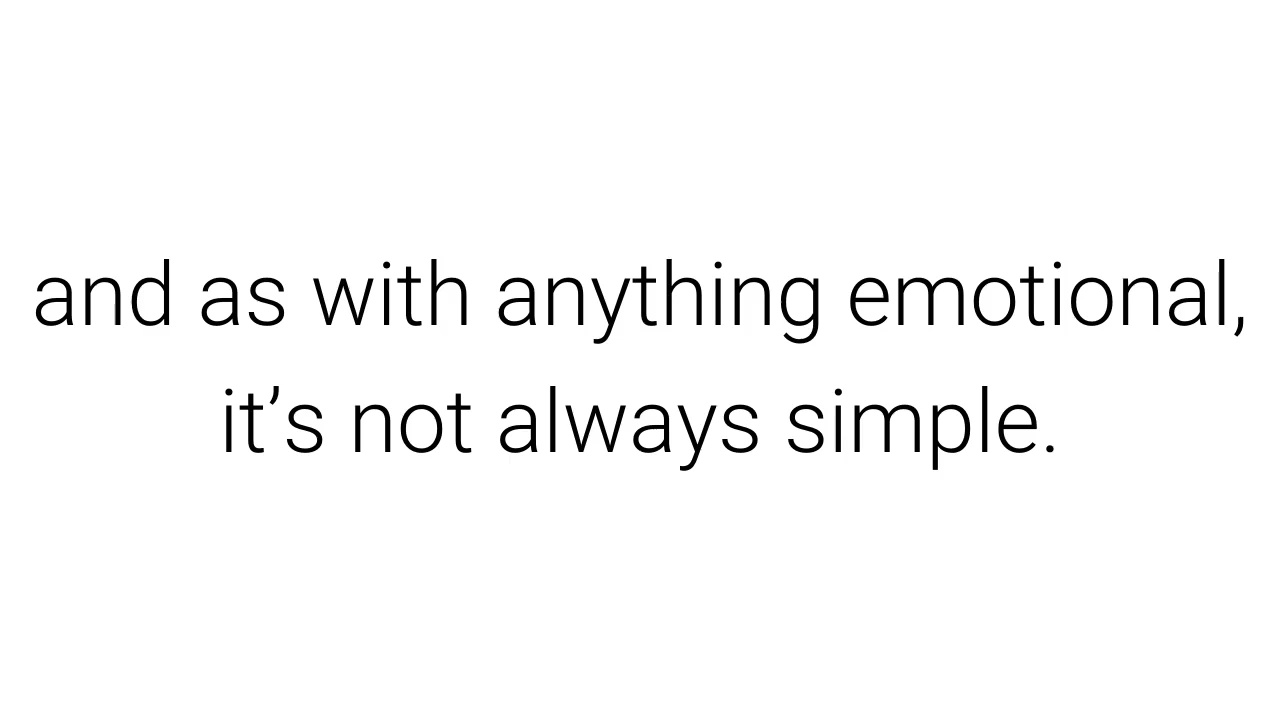 and as with anything emotional,
it’s not always simple.